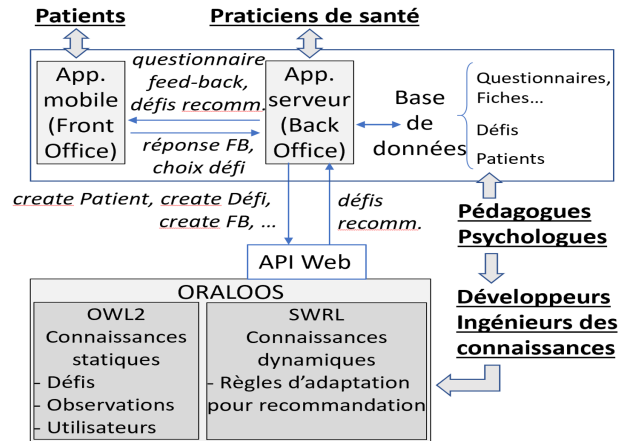 Patients
Praticiens de santé
App.
mobile
(Front
Office)
questionnaire
feed-back,
défis recomm.
réponse FB,
choix défi
App.
serveur
(Back
Office)
Base
de
données
Questionnaires,
Fiches...
Défis
Patients
create Patient, create Défi,
create FB, ...
défis
recomm.
Pédagogues
Psychologues
API Web
ORALOOS
OWL2
Connaissances
statiques
- Défis
- Observations
- Utilisateurs
SWRL
Connaissances
dynamiques
- Règles d'adaptation
pour recommandation
Développeurs
Ingénieurs des
connaissances